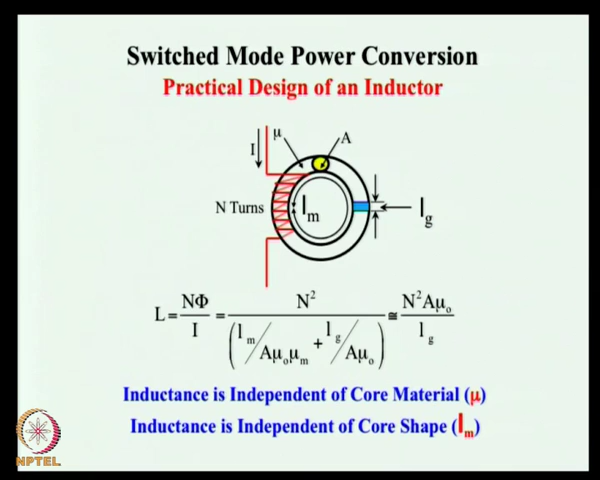 Switched Mode Power Conversion
Practical Design of an Inductor
I μ A
N Turns l_m l_g
L = NΦ/I = N²/(l_m/Aμ_oμ_m + l_g/Aμ_o) ≅ N²Aμ_o/l_g
Inductance is Independent of Core Material (μ)
Inductance is Independent of Core Shape (l_m)
NPTEL